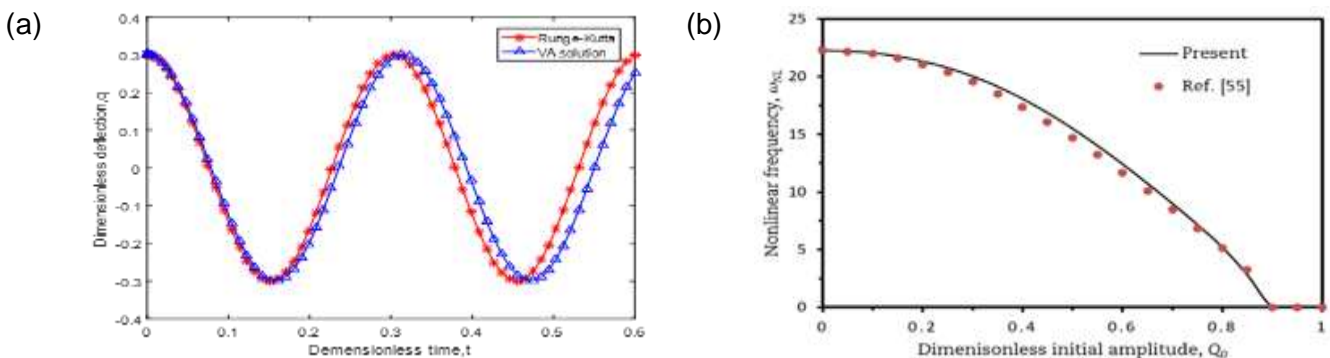 (a)
0.4
0.3
0.2
0.1
0
-0.1
-0.2
-0.3
-0.4
0
0.1
0.2
0.3
0.4
0.5
0.6
Dimensionless deflection,q
Demensionless time,t
Runge-Kutta
VA solution
(b)
25
20
15
10
5
0
0
0.2
0.4
0.6
0.8
1
Nonlinear frequency, ω_NL
Dimenisonless initial amplitude, Q₀
Present
Ref. [55]